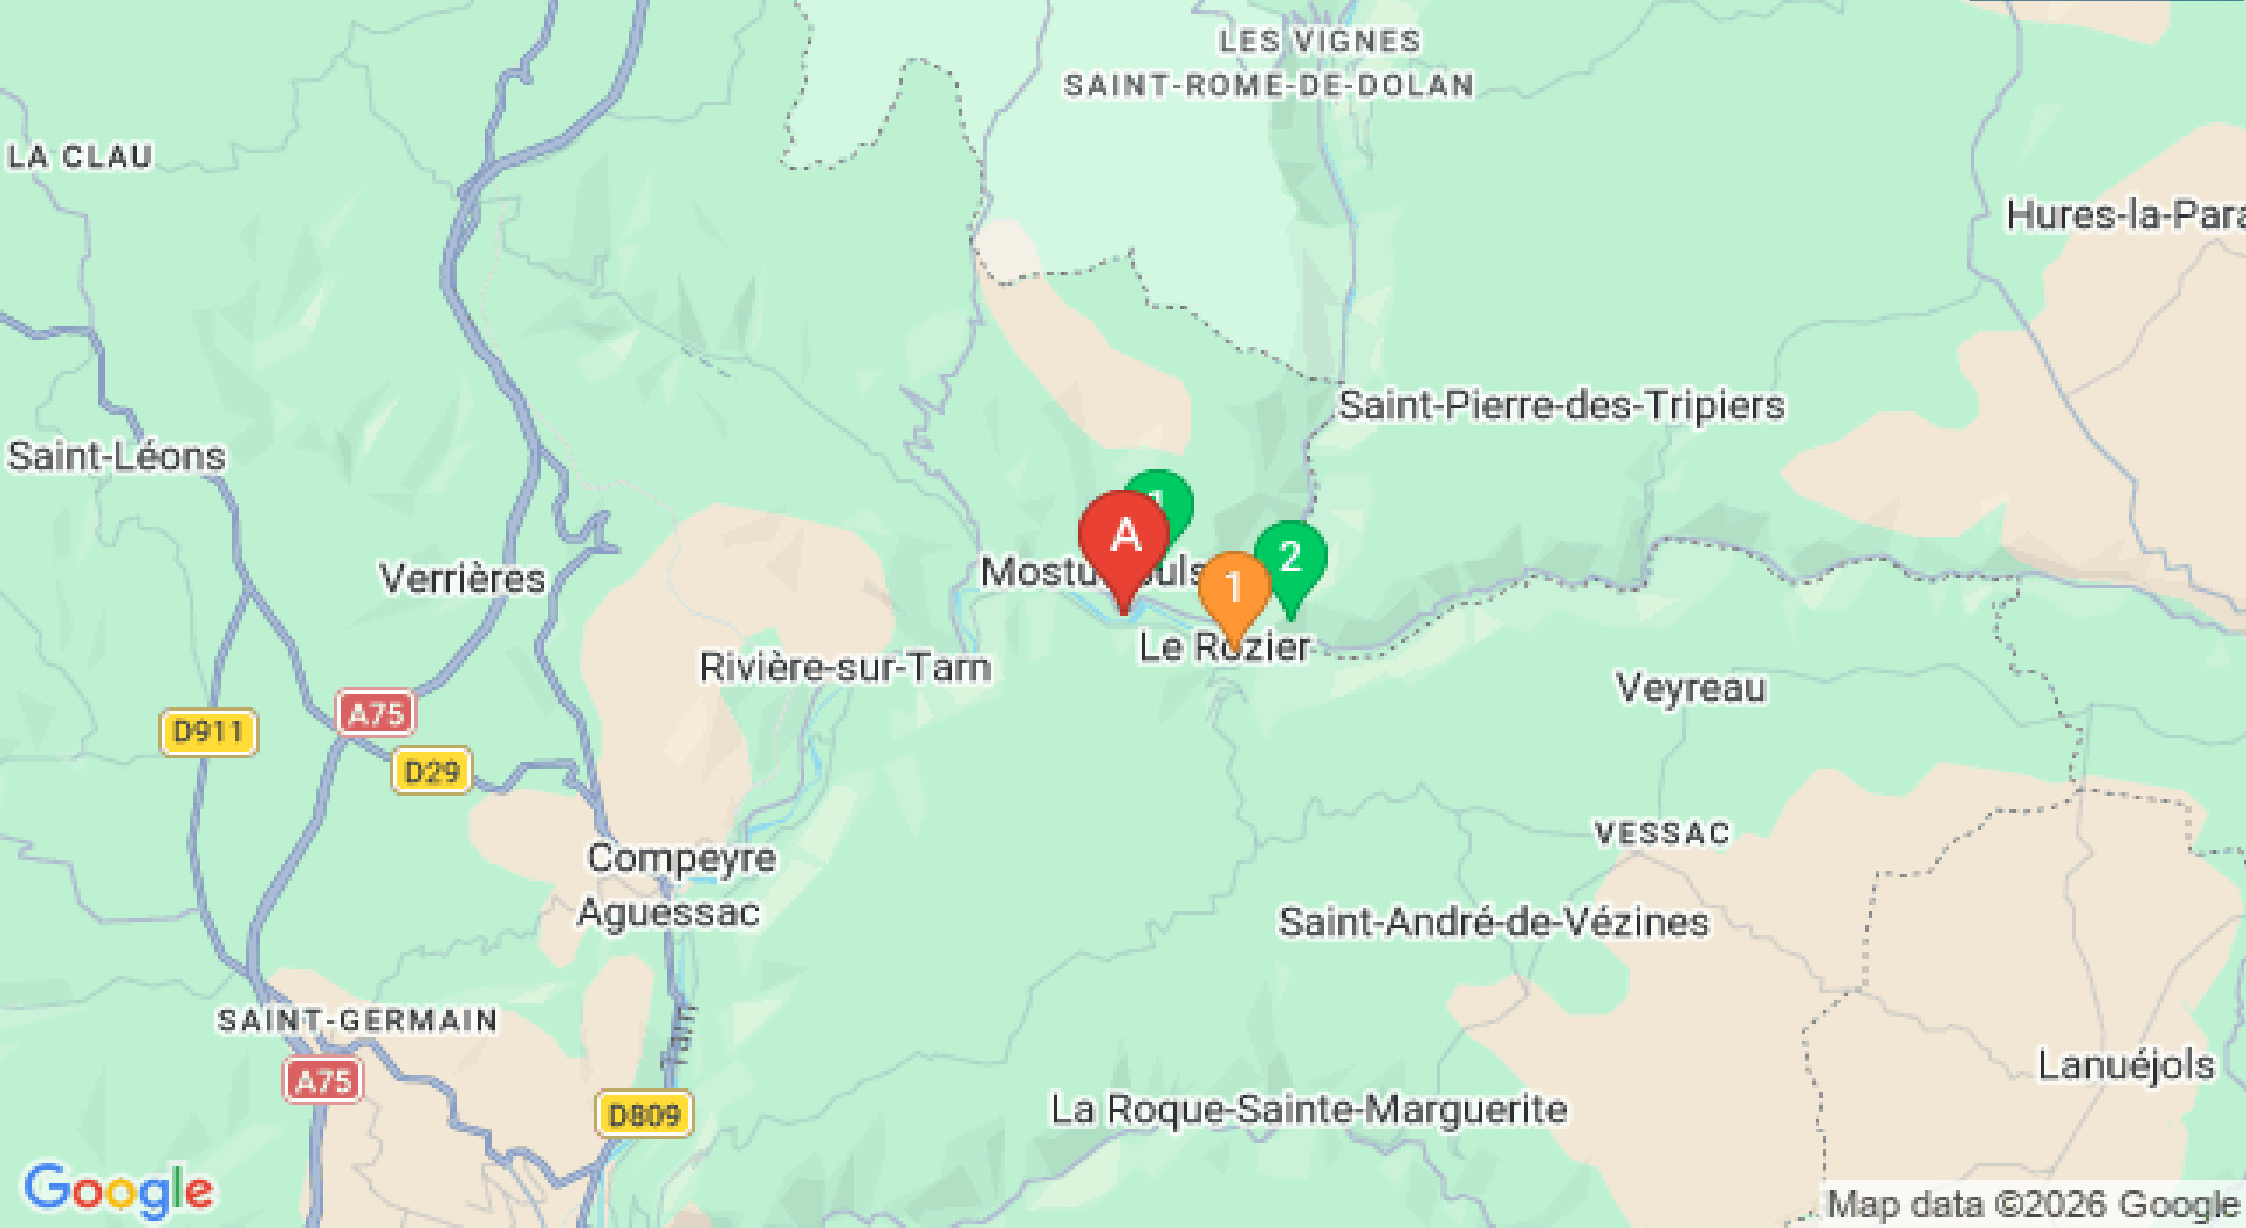 LES VIGNES
SAINT-ROME-DE-DOLAN
LA CLAU
Hures-la-Para
Saint-Pierre-des-Tripiers
Saint-Léons
1
A
2
Verrières
1
Le Rozier
Rivière-sur-Tarn
Veyreau
A75
D911
D29
VESSAC
Compeyre
Aguessac
Saint-André-de-Vézines
SAINT-GERMAIN
Tarn
Lanuéjols
A75
D809
La Roque-Sainte-Marguerite
Google
Map data ©2026 Google